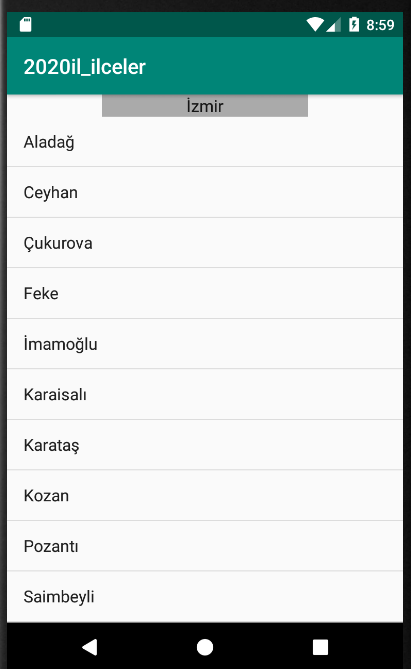 8:59
2020il_ilceler
İzmir
Aladağ
Ceyhan
Çukurova
Feke
İmamoğlu
Karaisalı
Karataş
Kozan
Pozantı
Saimbeyli